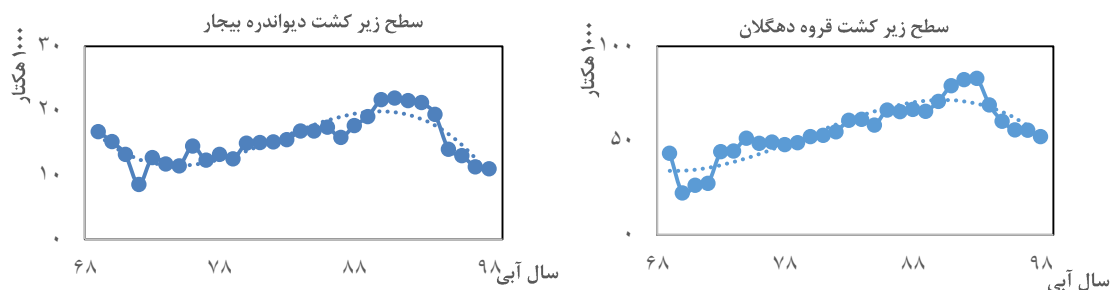 سطح زیر کشت قروه دهگلان
۱۰۰۰ هکتار
۱۰۰
۵۰
۰
۶۸ ۷۸ ۸۸ ۹۸
سال آبی
سطح زیر کشت دیواندره بیجار
۱۰۰۰ هکتار
۳۰
۲۰
۱۰
۰
۶۸ ۷۸ ۸۸ ۹۸
سال آبی